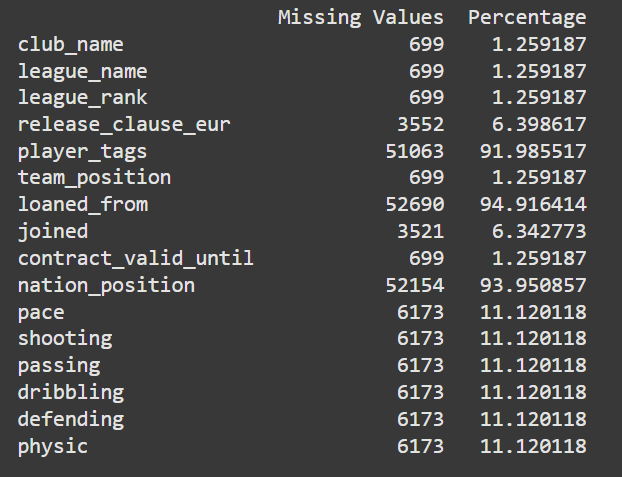 Missing Values Percentage
club_name 699 1.259187
league_name 699 1.259187
league_rank 699 1.259187
release_clause_eur 3552 6.398617
player_tags 51063 91.985517
team_position 699 1.259187
loaned_from 52690 94.916414
joined 3521 6.342773
contract_valid_until 699 1.259187
nation_position 52154 93.950857
pace 6173 11.120118
shooting 6173 11.120118
passing 6173 11.120118
dribbling 6173 11.120118
defending 6173 11.120118
physic 6173 11.120118